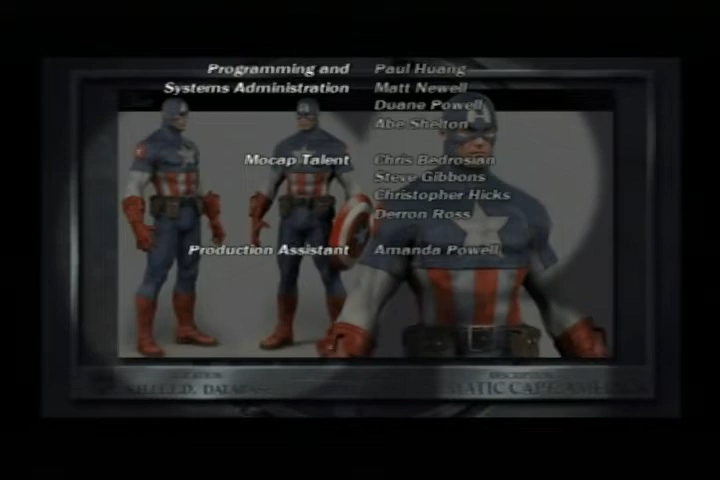 Programming and Paul Huang
Systems Administration Matt Newell
Duane Powell
Abe Shelton
Mocap Talent Chris Bedrosian
Steve Gibbons
Christopher Hicks
Derron Ross
Production Assistant Amanda Powell
S.H.I.E.L.D. DATABASE